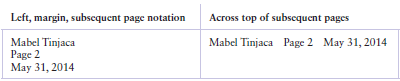 Left, margin, subsequent page notation
Across top of subsequent pages
Mabel Tinjaca
Page 2
May 31, 2014
Mabel Tinjaca Page 2 May 31, 2014